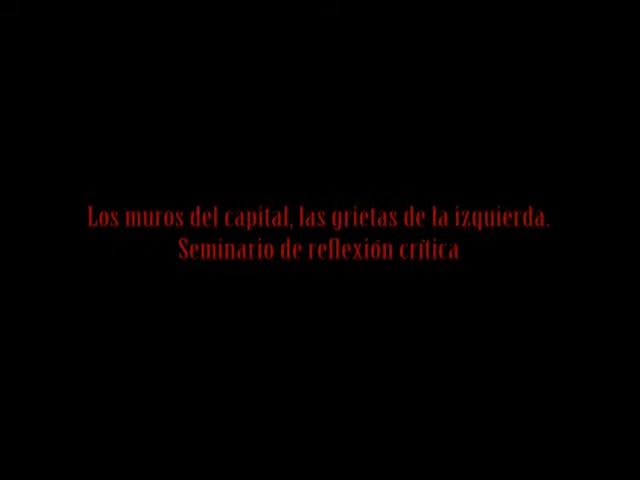 Los muros del capital, las grietas de la izquierda.
Seminario de reflexión crítica